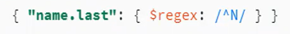 { "name.last": { $regex: /^N/ } }